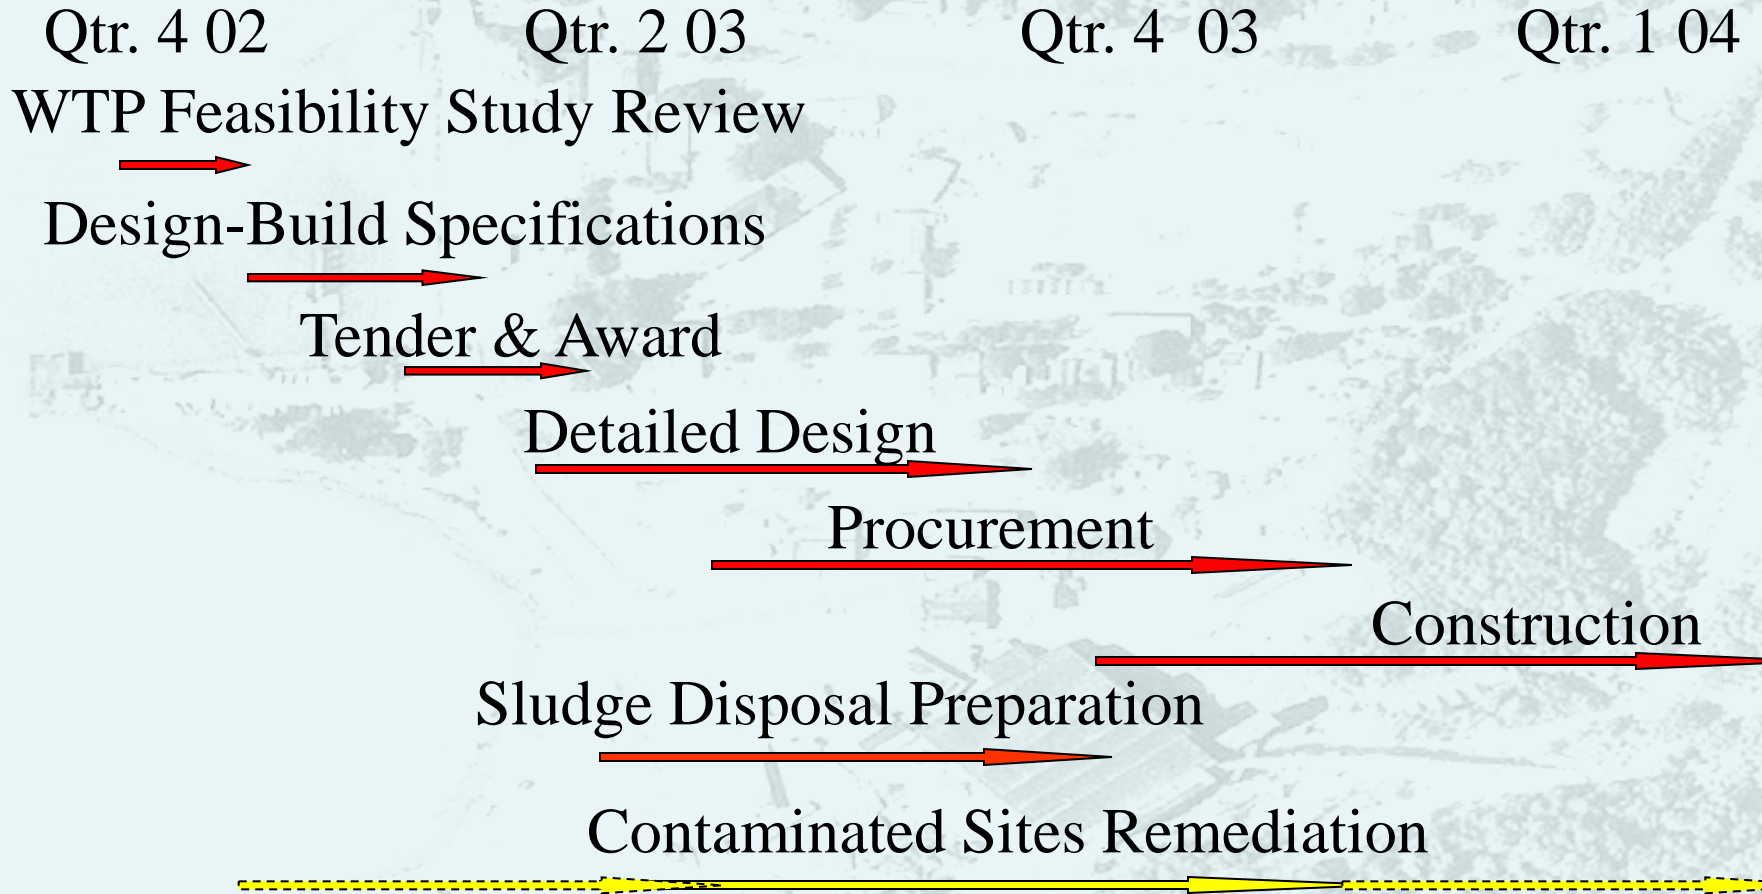 Qtr. 4 02 Qtr. 2 03 Qtr. 4 03 Qtr. 1 04
WTP Feasibility Study Review
Design-Build Specifications
Tender & Award
Detailed Design
Procurement
Construction
Sludge Disposal Preparation
Contaminated Sites Remediation